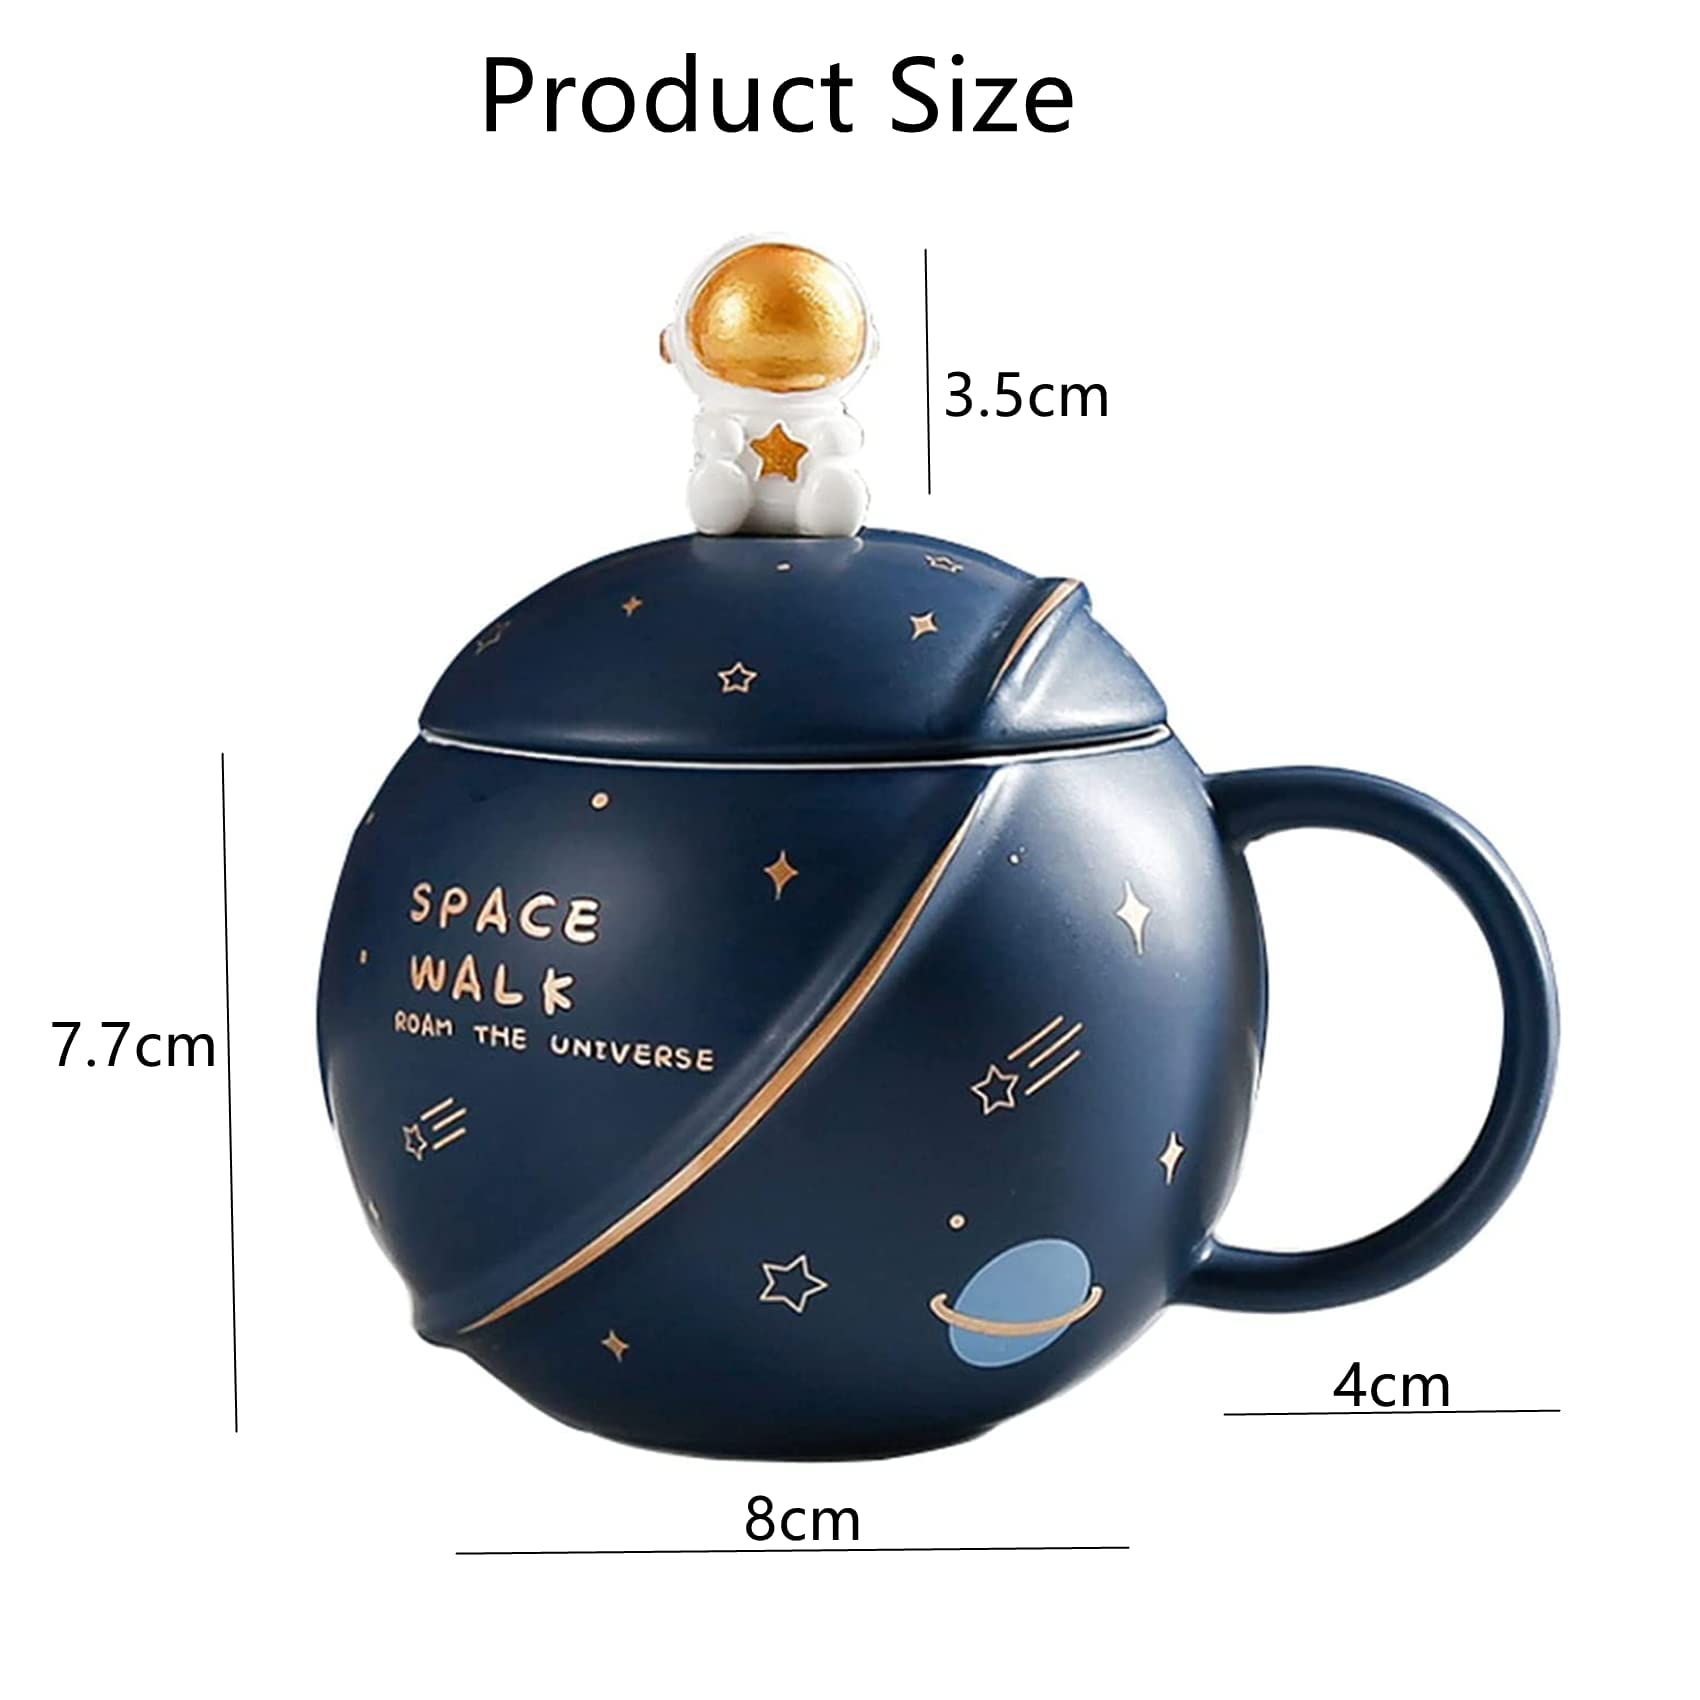 Product Size
3.5cm
SPACE
WALK
ROAM THE UNIVERSE
7.7cm
4cm
8cm